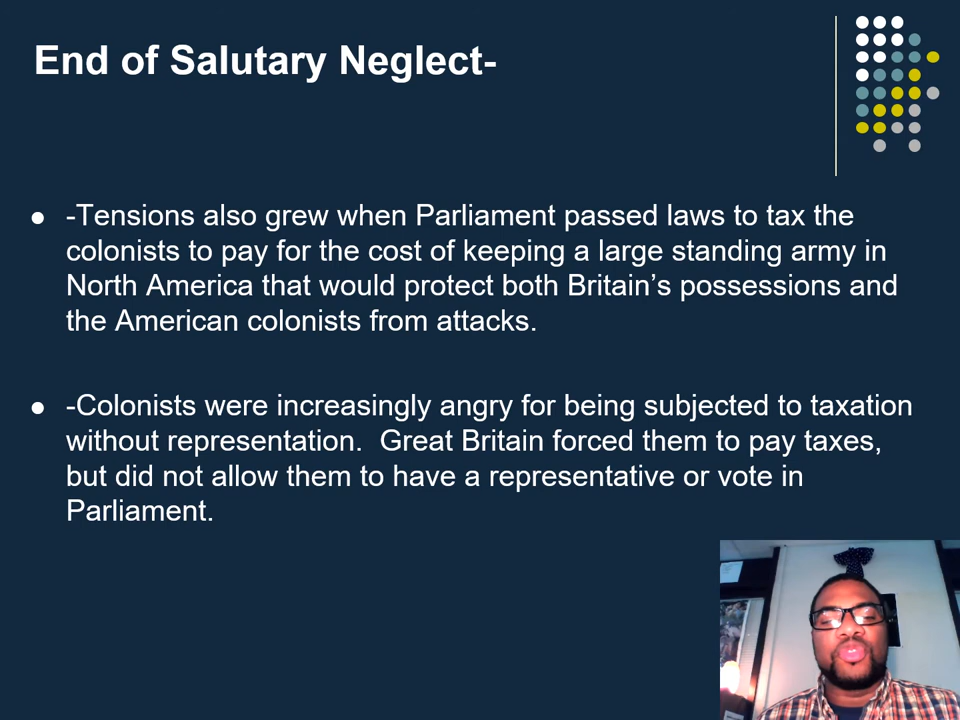 End of Salutary Neglect-
-Tensions also grew when Parliament passed laws to tax the
colonists to pay for the cost of keeping a large standing army in
North America that would protect both Britain’s possessions and
the American colonists from attacks.
-Colonists were increasingly angry for being subjected to taxation
without representation.  Great Britain forced them to pay taxes,
but did not allow them to have a representative or vote in
Parliament.